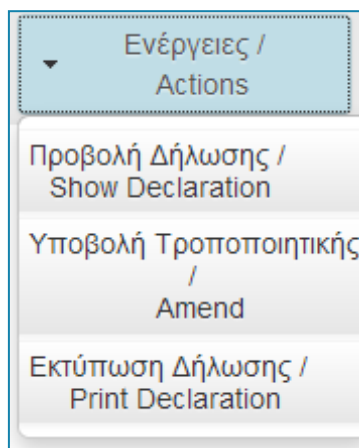 Ενέργειες /
Actions
Προβολή Δήλωσης /
Show Declaration
Υποβολή Τροποποιητικής
/
Amend
Εκτύπωση Δήλωσης /
Print Declaration